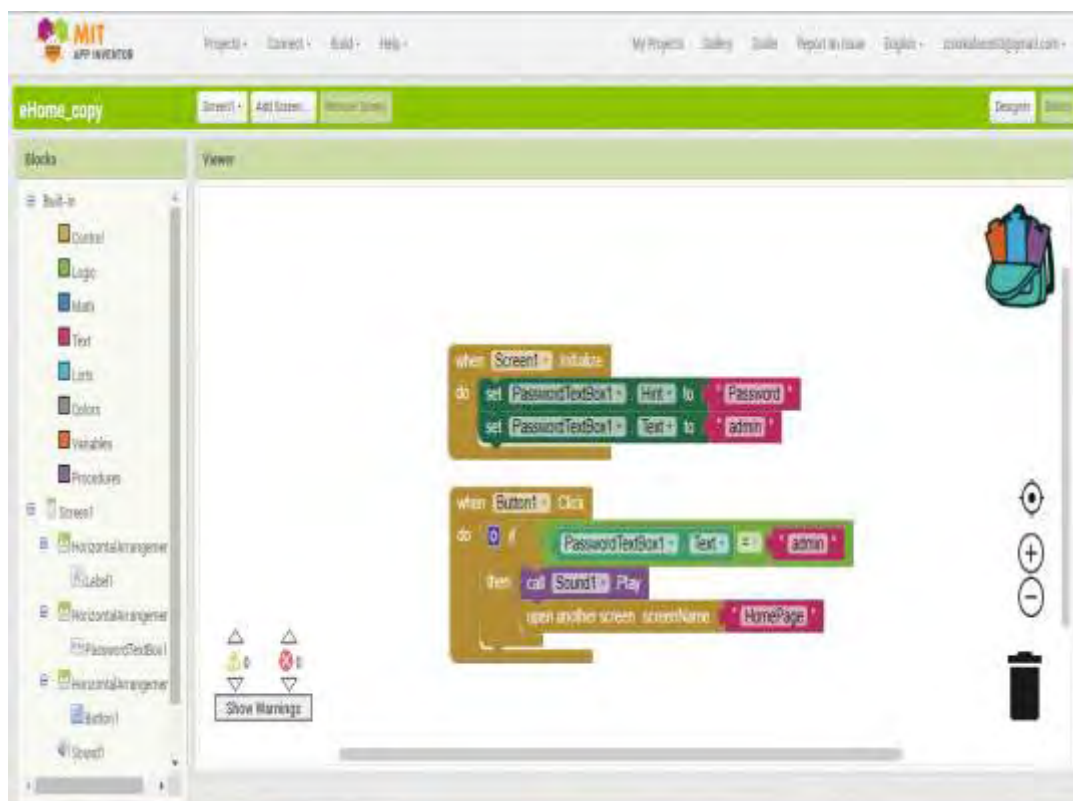 MIT
APP INVENTOR
Projects Connect Build Help My Projects Gallery Guide Report an Issue English
eHome_copy Screen1 Add Screen... Remove Screen Designer
Blocks Viewer
Built-in
Control
Logic
Math
Text
Lists
Colors
Variables
Procedures
Screen1
HorizontalArrangemen
Label1
HorizontalArrangemen
PasswordTextBox1
HorizontalArrangemen
Button1
Sound1
when Screen1 . Initialize
do set PasswordTextBox1 . Hint to " Password "
set PasswordTextBox1 . Text to " admin "
when Button1 . Click
do if PasswordTextBox1 . Text = " admin "
then call Sound1 . Play
open another screen screenName " HomePage "
0 0
Show Warnings